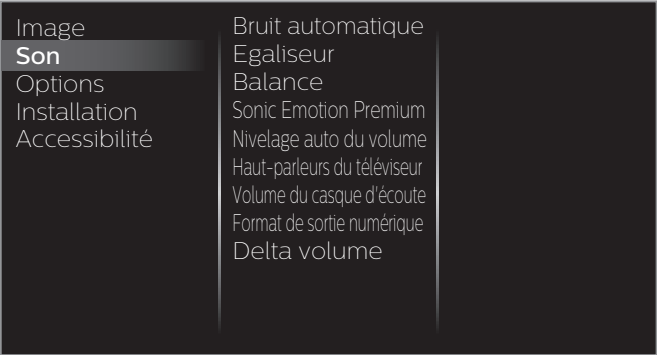 Image
Son
Options
Installation
Accessibilité
Bruit automatique
Egaliseur
Balance
Sonic Emotion Premium
Nivelage auto du volume
Haut-parleurs du téléviseur
Volume du casque d'écoute
Format de sortie numérique
Delta volume